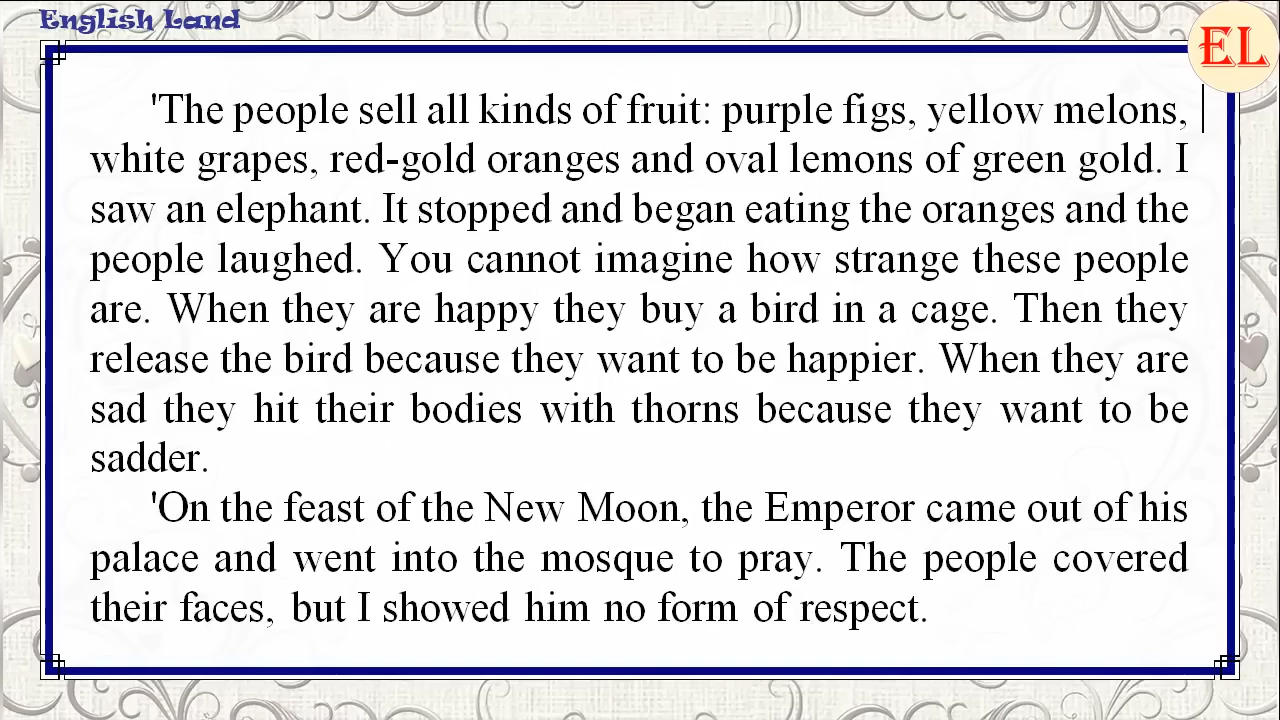 English Land
EL
'The people sell all kinds of fruit: purple figs, yellow melons,
white grapes, red-gold oranges and oval lemons of green gold. I
saw an elephant. It stopped and began eating the oranges and the
people laughed. You cannot imagine how strange these people
are. When they are happy they buy a bird in a cage. Then they
release the bird because they want to be happier. When they are
sad they hit their bodies with thorns because they want to be
sadder.
'On the feast of the New Moon, the Emperor came out of his
palace and went into the mosque to pray. The people covered
their faces, but I showed him no form of respect.